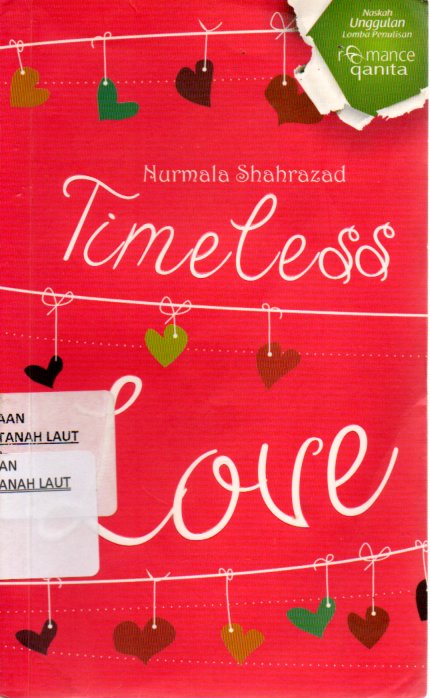 Naskah
Unggulan
Lomba Penulisan
romance
qanita
Nurmala Shahrazad
Timeless
Love
AAN
TANAH LAUT
AN
ANAH LAUT